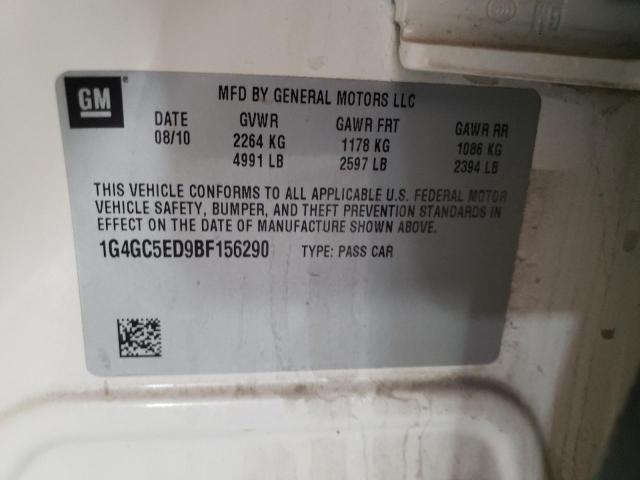 GM
®
MFD BY GENERAL MOTORS LLC
DATE GVWR GAWR FRT GAWR RR
08/10 2264 KG 1178 KG 1086 KG
4991 LB 2597 LB 2394 LB
THIS VEHICLE CONFORMS TO ALL APPLICABLE U.S. FEDERAL MOTOR
VEHICLE SAFETY, BUMPER, AND THEFT PREVENTION STANDARDS IN
EFFECT ON THE DATE OF MANUFACTURE SHOWN ABOVE.
1G4GC5ED9BF156290 TYPE: PASS CAR